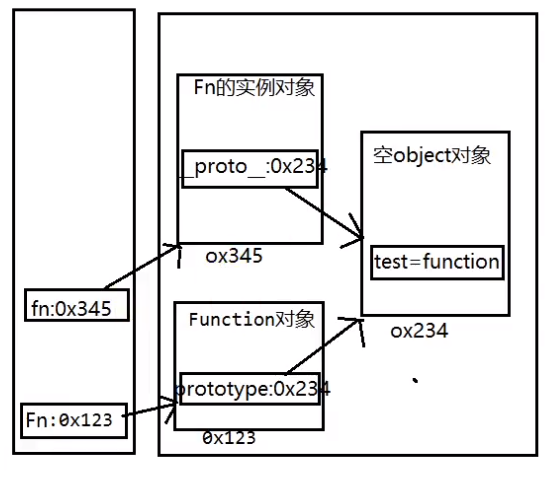 Fn的实例对象
__proto__:0x234
ox345
空object对象
test=function
ox234
fn:0x345
Function对象
prototype:0x234
0x123
Fn:0x123